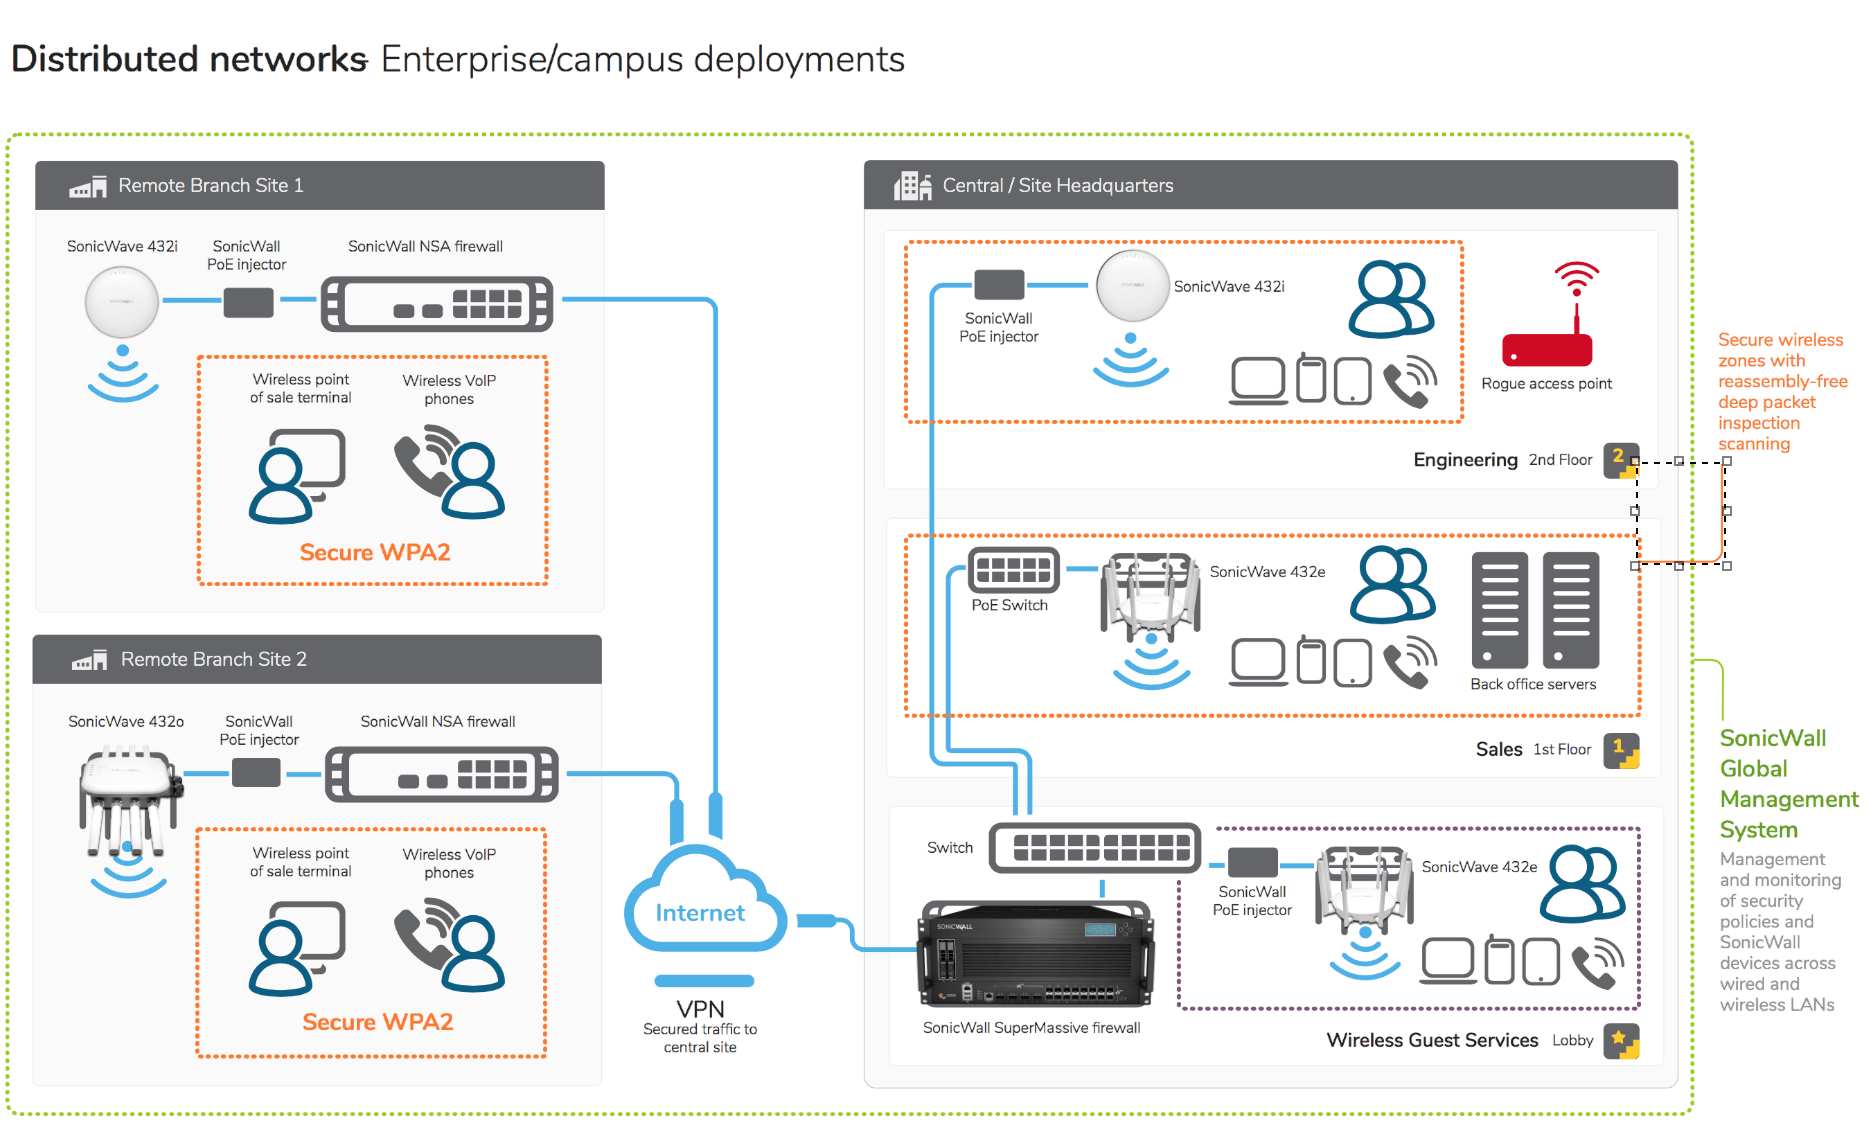 Distributed networks- Enterprise/campus deployments
Remote Branch Site 1
SonicWave 432i
SonicWall
PoE injector
SonicWall NSA firewall
Wireless point
of sale terminal
Wireless VoIP
phones
Secure WPA2
Remote Branch Site 2
SonicWave 432o
SonicWall
PoE injector
SonicWall NSA firewall
Wireless point
of sale terminal
Wireless VoIP
phones
Secure WPA2
Internet
VPN
Secured traffic to
central site
Central / Site Headquarters
SonicWall
PoE injector
SonicWave 432i
Rogue access point
Engineering 2nd Floor 2
PoE Switch
SonicWave 432e
Back office servers
Sales 1st Floor 1
Switch
SONICWALL
SonicWall SuperMassive firewall
SonicWall
PoE injector
SonicWave 432e
Wireless Guest Services Lobby
Secure wireless
zones with
reassembly-free
deep packet
inspection
scanning
SonicWall
Global
Management
System
Management
and monitoring
of security
policies and
SonicWall
devices across
wired and
wireless LANs